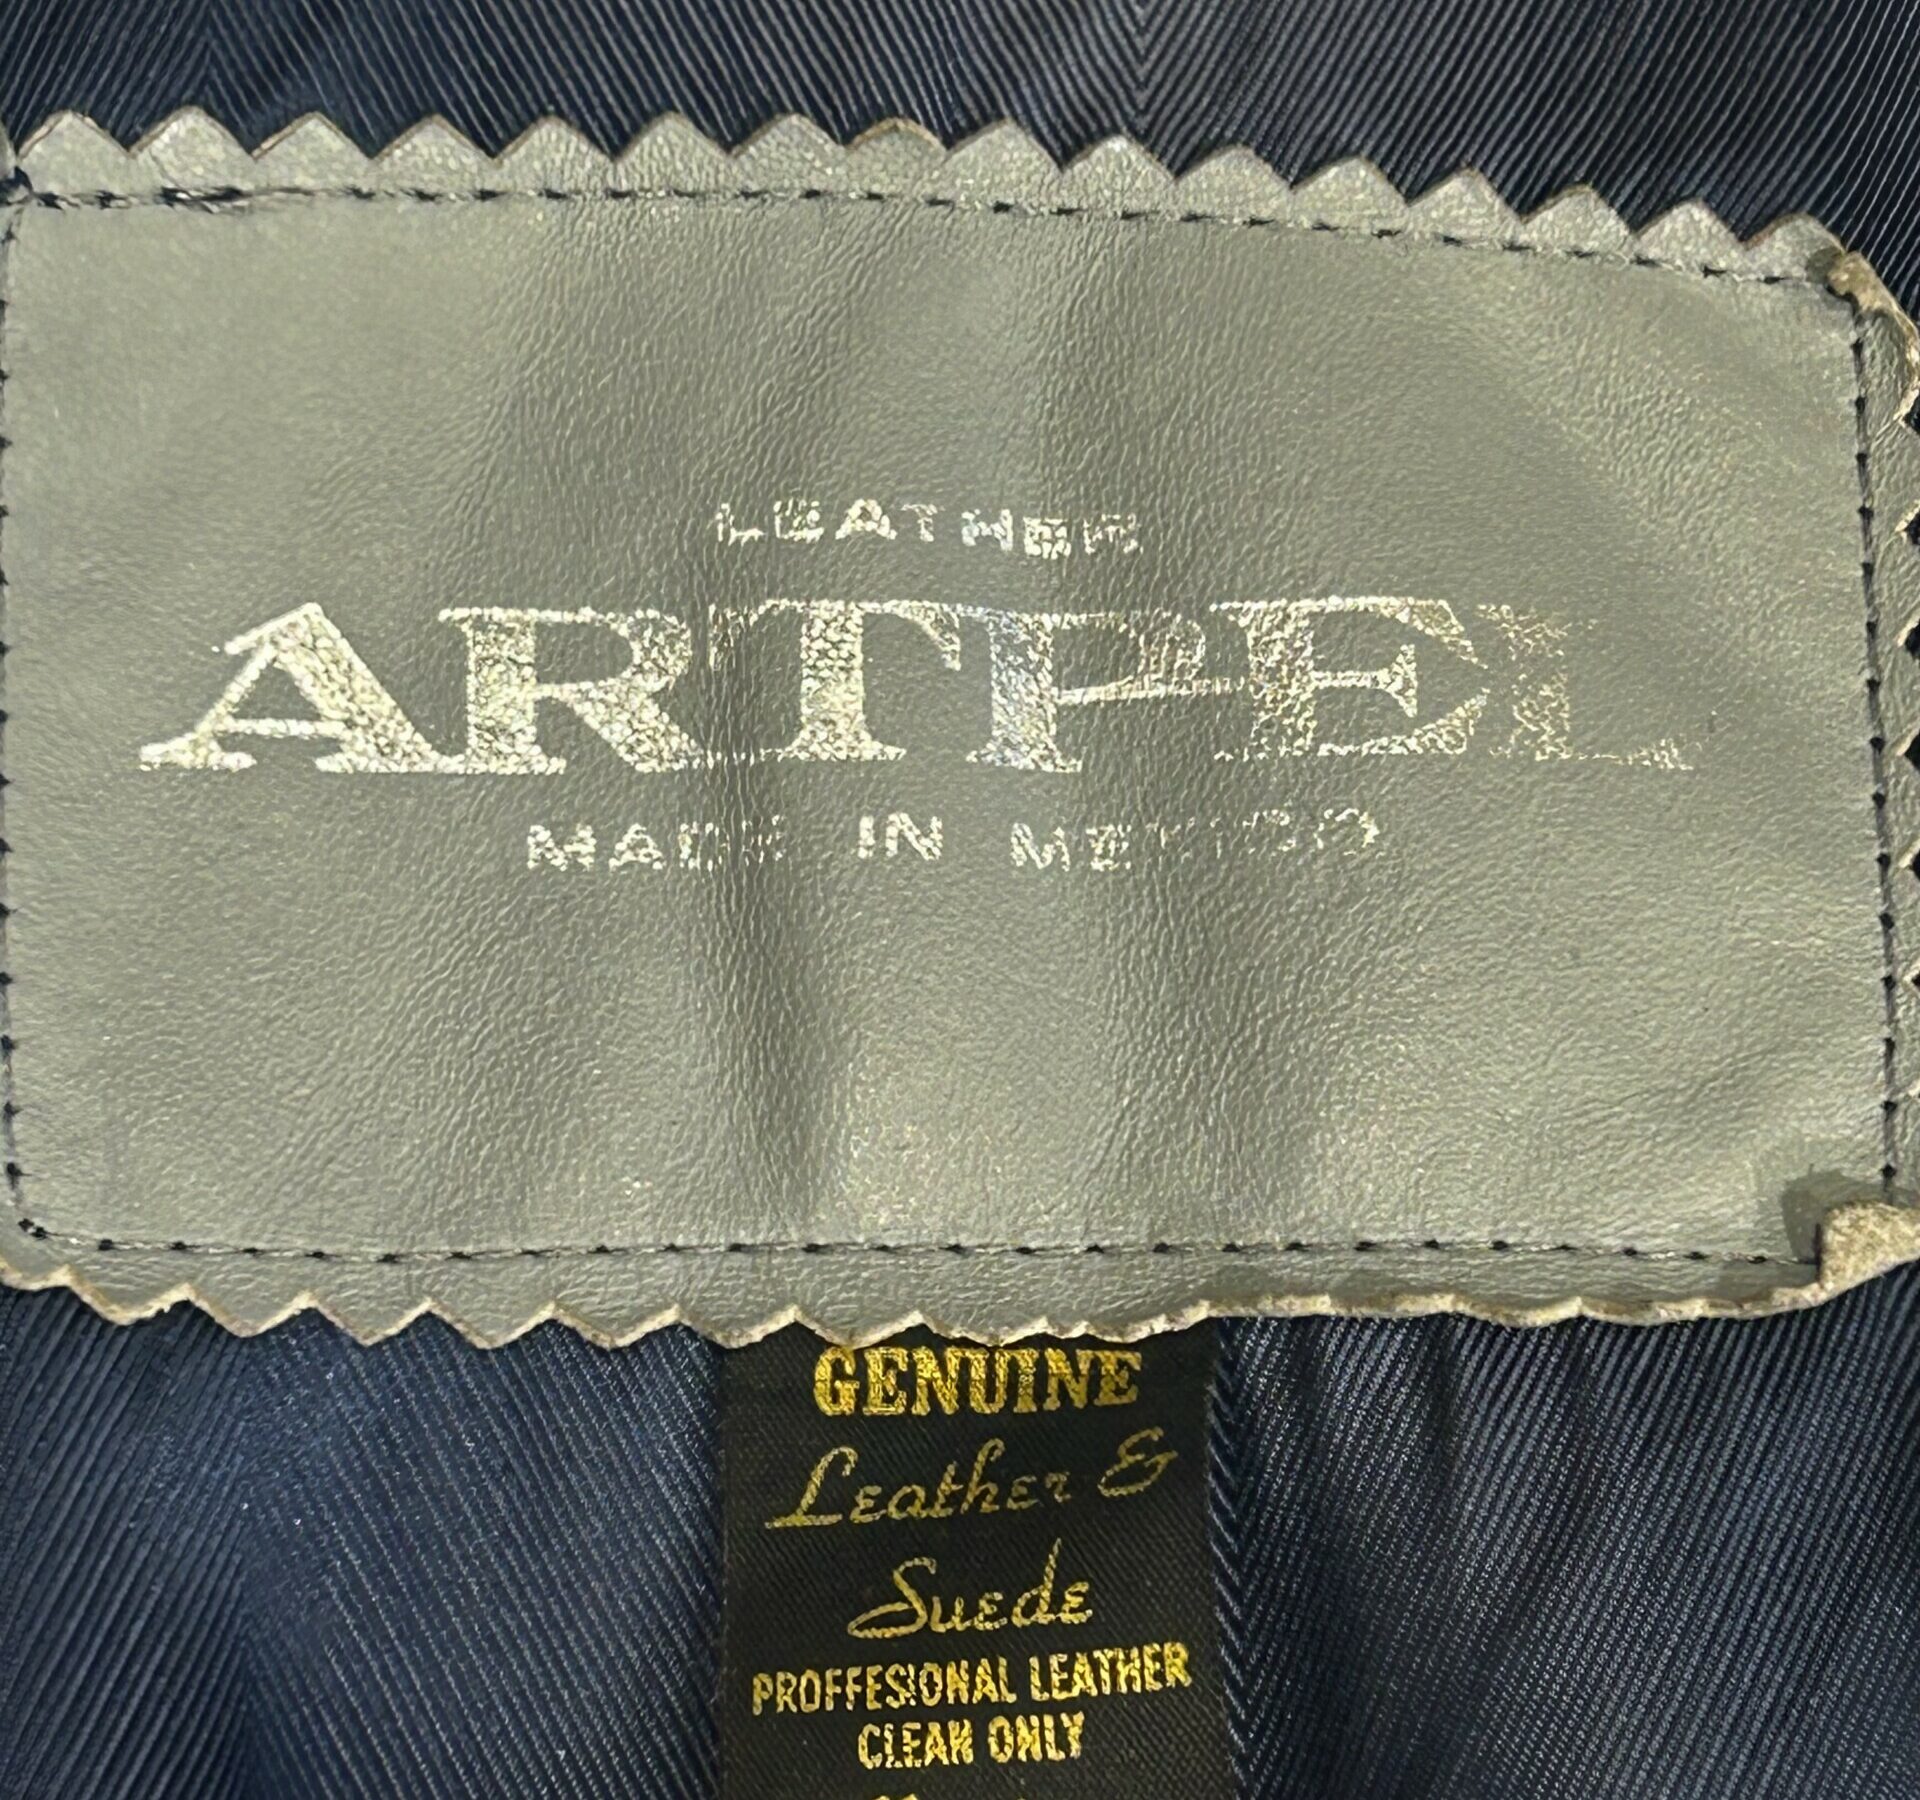 LEATHER
ARTPEL
MADE IN MEXICO
GENUINE
Leather &
Suede
PROFFESIONAL LEATHER
CLEAN ONLY